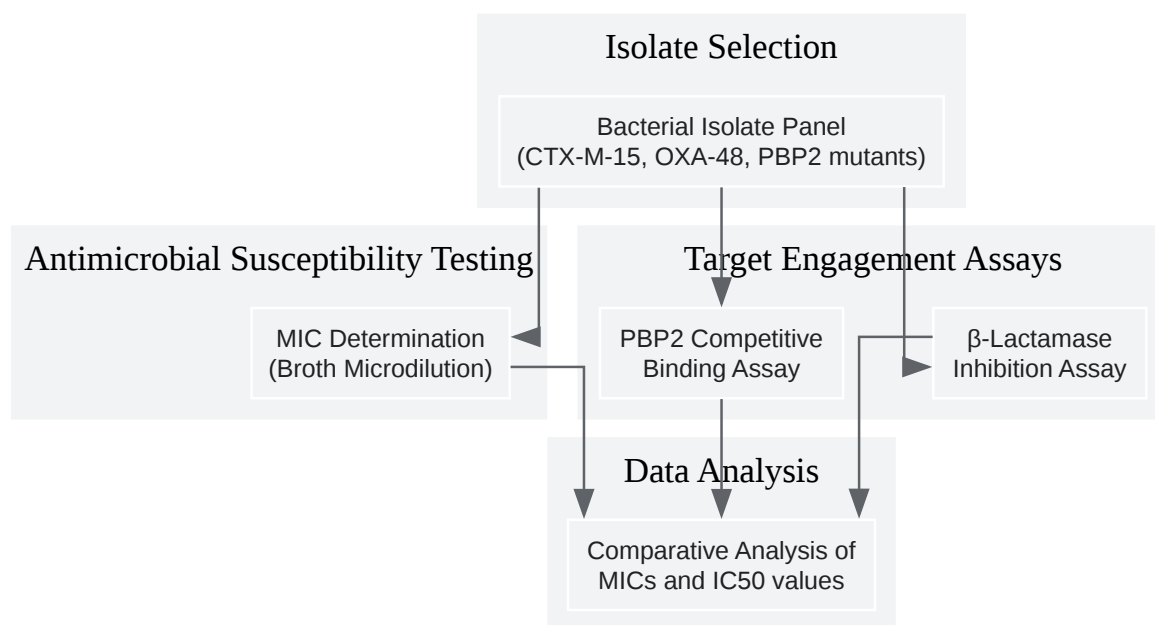 Isolate Selection
Bacterial Isolate Panel
(CTX-M-15, OXA-48, PBP2 mutants)
Antimicrobial Susceptibility Testing
MIC Determination
(Broth Microdilution)
Target Engagement Assays
PBP2 Competitive
Binding Assay
β-Lactamase
Inhibition Assay
Data Analysis
Comparative Analysis of
MICs and IC50 values